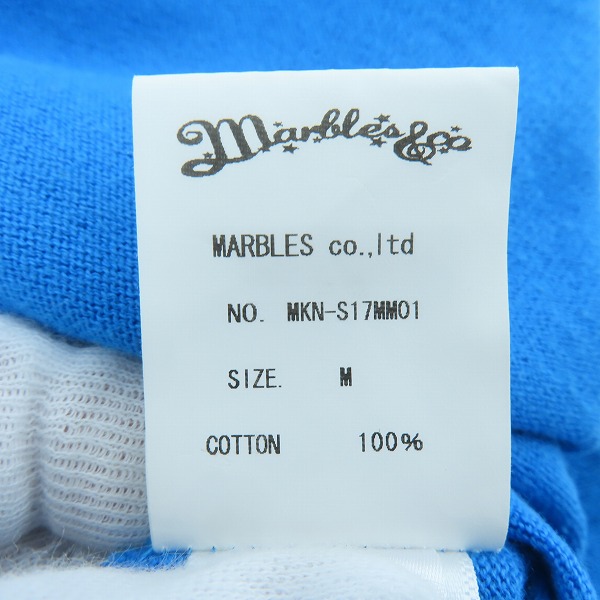 Marbles&co
MARBLES co.,ltd
NO. MKN-S17MM01
SIZE. M
COTTON 100%